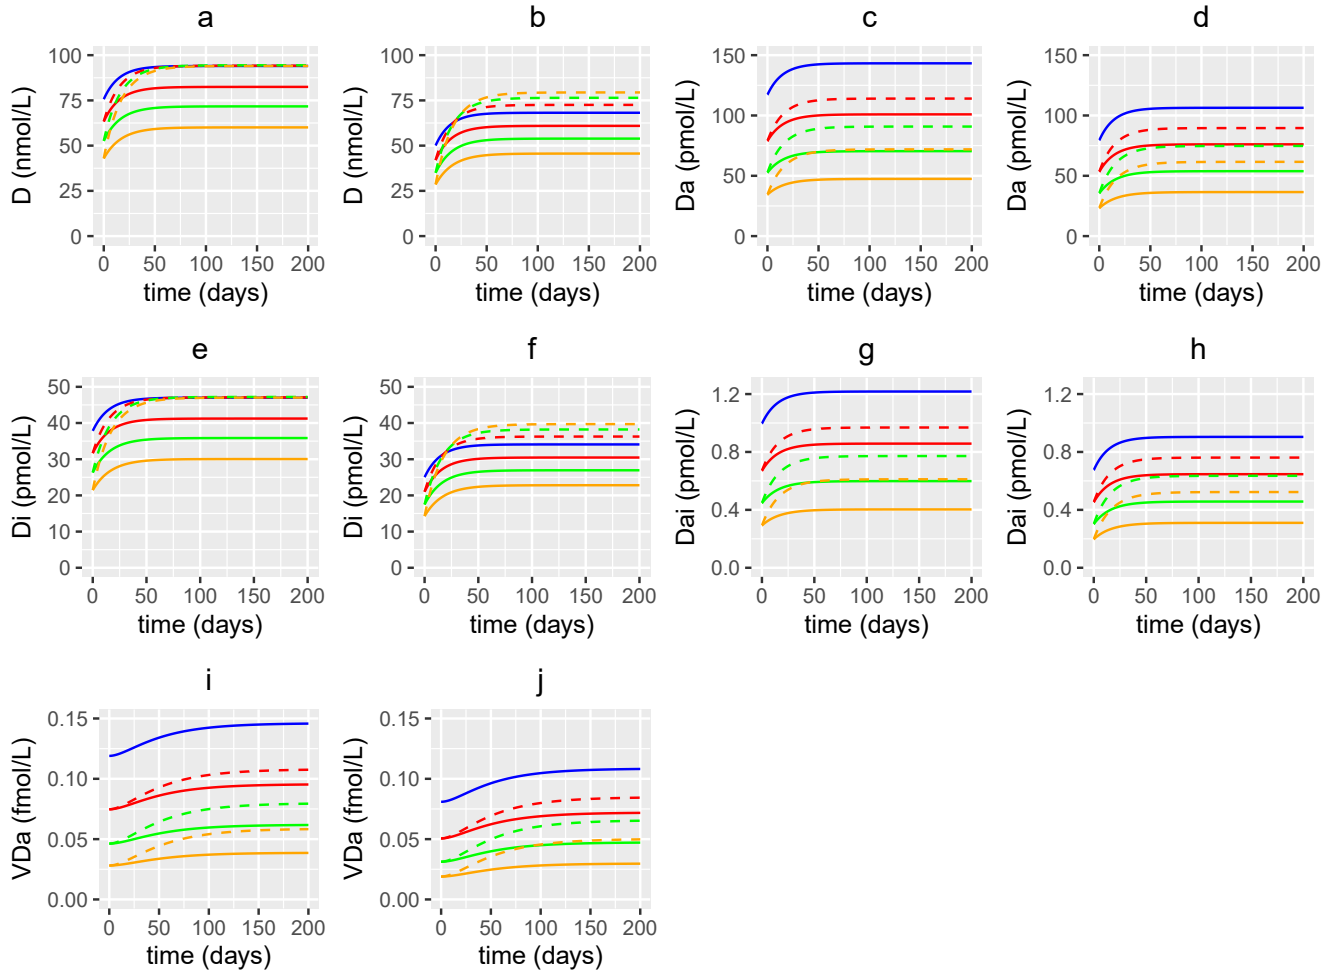 a
b
c
d
D (nmol/L)
100
75
50
25
0
0 50 100 150 200
time (days)
D (nmol/L)
100
75
50
25
0
0 50 100 150 200
time (days)
Da (pmol/L)
150
100
50
0
0 50 100 150 200
time (days)
Da (pmol/L)
150
100
50
0
0 50 100 150 200
time (days)
e
f
g
h
Di (pmol/L)
50
40
30
20
10
0
0 50 100 150 200
time (days)
Di (pmol/L)
50
40
30
20
10
0
0 50 100 150 200
time (days)
Dai (pmol/L)
1.2
0.8
0.4
0.0
0 50 100 150 200
time (days)
Dai (pmol/L)
1.2
0.8
0.4
0.0
0 50 100 150 200
time (days)
i
j
VDa (fmol/L)
0.15
0.10
0.05
0.00
0 50 100 150 200
time (days)
VDa (fmol/L)
0.15
0.10
0.05
0.00
0 50 100 150 200
time (days)